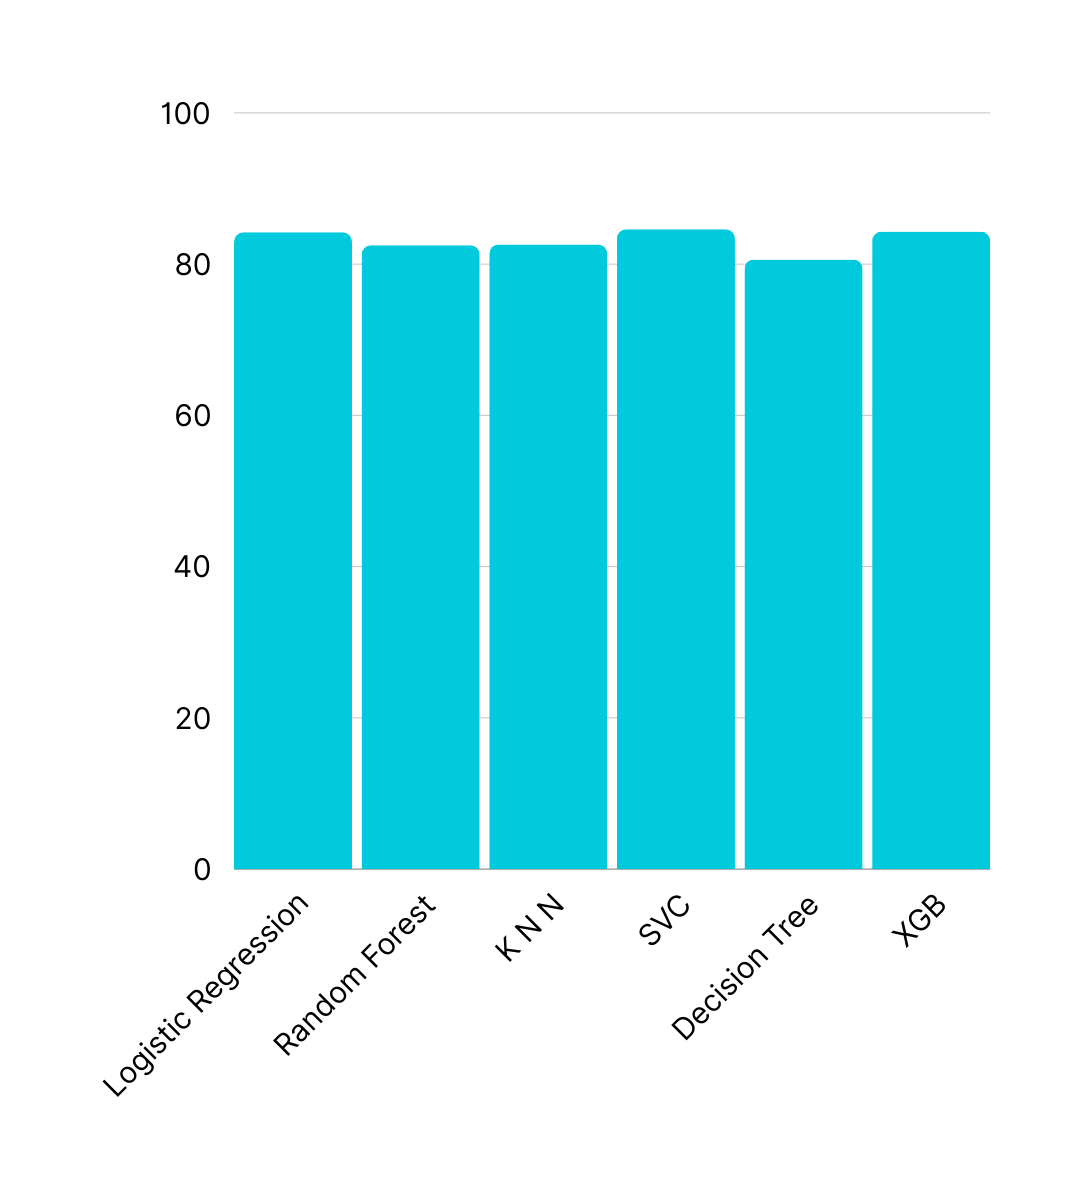 100
80
60
40
20
0
Logistic Regression
Random Forest
K N N
SVC
Decision Tree
XGB